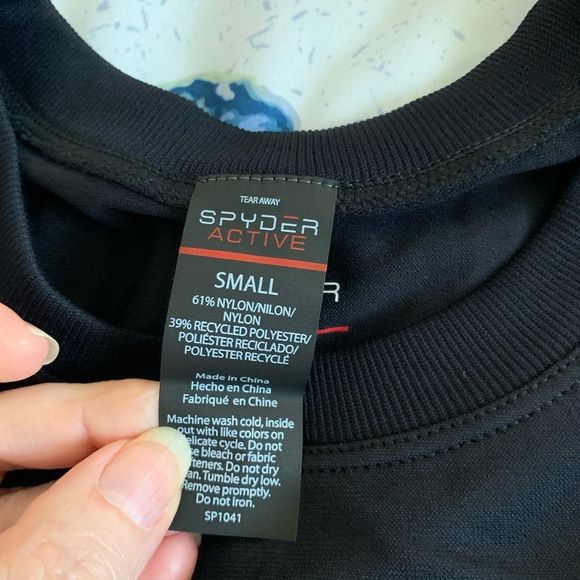 TEAR AWAY
SPYDER
ACTIVE
SMALL
61% NYLON/NILON/
NYLON
39% RECYCLED POLYESTER/
POLIÉSTER RECICLADO/
POLYESTER RECYCLÉ
Made in China
Hecho en China
Fabriqué en Chine
Machine wash cold, inside
out with like colors on
delicate cycle. Do not
bleach or fabric
Do not dry
Tumble dry low.
Remove promptly.
Do not iron.
SP1041